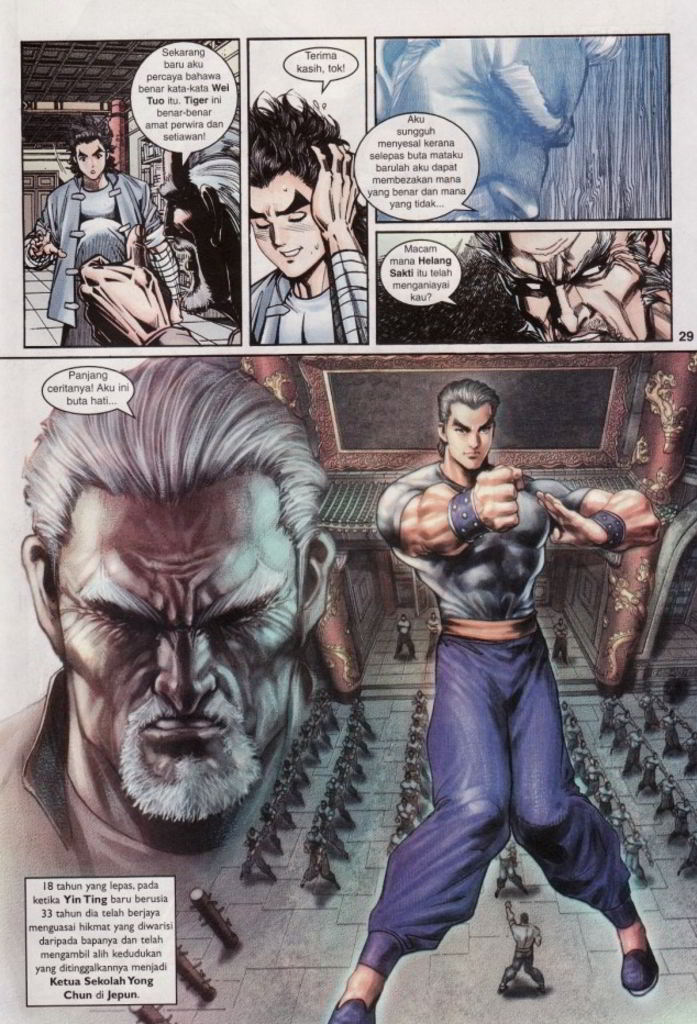 Sekarang
baru aku
percaya bahawa
benar kata-kata Wei
Tuo itu. Tiger ini
benar-benar
amat perwira dan
setiawan!
Terima
kasih, tok!
Aku
sungguh
menyesal kerana
selepas buta mataku
barulah aku dapat
membezakan mana
yang benar dan mana
yang tidak...
Macam
mana Helang
Sakti itu telah
menganiayai
kau?
29
Panjang
ceritanya! Aku ini
buta hati...
18 tahun yang lepas, pada
ketika Yin Ting baru berusia
33 tahun dia telah berjaya
menguasai hikmat yang diwarisi
daripada bapanya dan telah
mengambil alih kedudukan
yang ditinggalkannya menjadi
Ketua Sekolah Yong
Chun di Jepun.